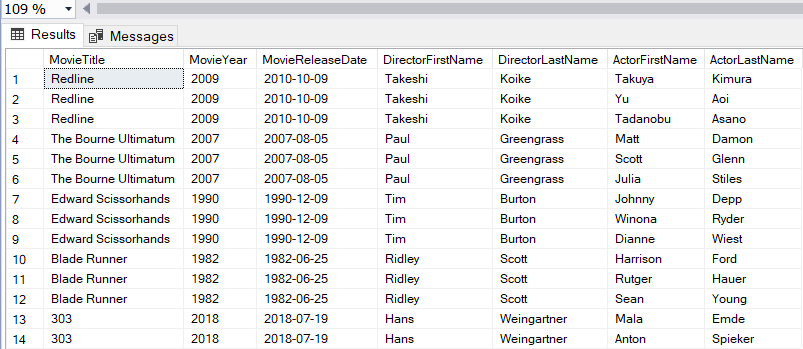 109 %
Results Messages
MovieTitle MovieYear MovieReleaseDate DirectorFirstName DirectorLastName ActorFirstName ActorLastName
1 Redline 2009 2010-10-09 Takeshi Koike Takuya Kimura
2 Redline 2009 2010-10-09 Takeshi Koike Yu Aoi
3 Redline 2009 2010-10-09 Takeshi Koike Tadanobu Asano
4 The Bourne Ultimatum 2007 2007-08-05 Paul Greengrass Matt Damon
5 The Bourne Ultimatum 2007 2007-08-05 Paul Greengrass Scott Glenn
6 The Bourne Ultimatum 2007 2007-08-05 Paul Greengrass Julia Stiles
7 Edward Scissorhands 1990 1990-12-09 Tim Burton Johnny Depp
8 Edward Scissorhands 1990 1990-12-09 Tim Burton Winona Ryder
9 Edward Scissorhands 1990 1990-12-09 Tim Burton Dianne Wiest
10 Blade Runner 1982 1982-06-25 Ridley Scott Harrison Ford
11 Blade Runner 1982 1982-06-25 Ridley Scott Rutger Hauer
12 Blade Runner 1982 1982-06-25 Ridley Scott Sean Young
13 303 2018 2018-07-19 Hans Weingartner Mala Emde
14 303 2018 2018-07-19 Hans Weingartner Anton Spieker